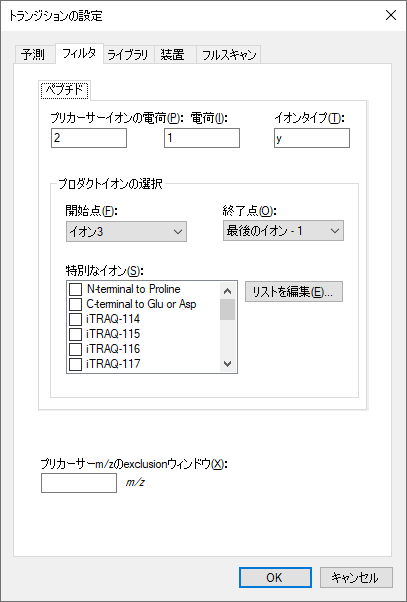 トランジションの設定
予測 フィルタ ライブラリ 装置 フルスキャン
ペプチド
プリカーサーイオンの電荷(P): 電荷(I): イオンタイプ(T):
2 1 y
プロダクトイオンの選択
開始点(F): 終了点(O):
イオン3 最後のイオン - 1
特別なイオン(S):
N-terminal to Proline リストを編集(E)...
C-terminal to Glu or Asp
iTRAQ-114
iTRAQ-115
iTRAQ-116
iTRAQ-117
プリカーサーm/zのexclusionウィンドウ(X):
m/z
OK キャンセル